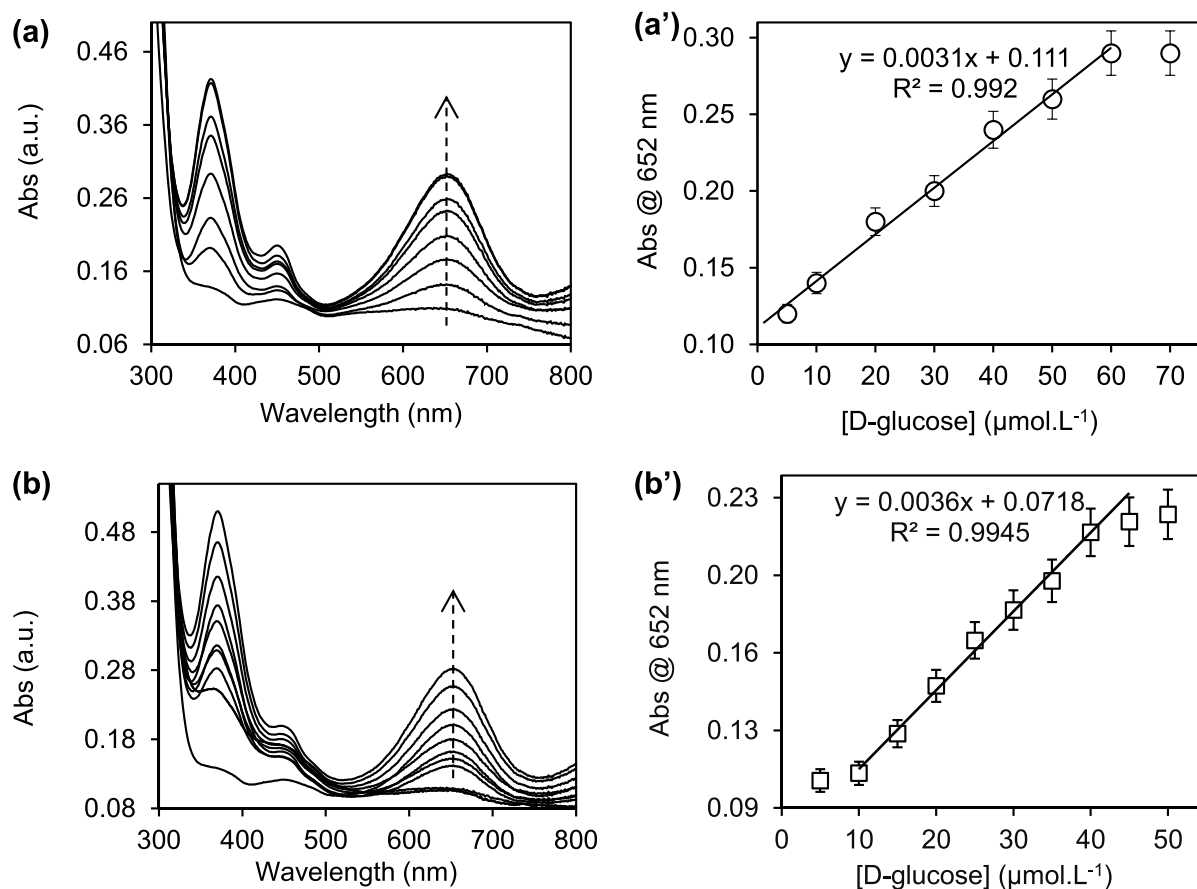 (a)
0.46
0.36
0.26
0.16
0.06
Abs (a.u.)
300 400 500 600 700 800
Wavelength (nm)
(a')
y = 0.0031x + 0.111
R² = 0.992
0.30
0.25
0.20
0.15
0.10
Abs @ 652 nm
0 10 20 30 40 50 60 70
[D-glucose] (µmol.L⁻¹)
(b)
0.48
0.38
0.28
0.18
0.08
Abs (a.u.)
300 400 500 600 700 800
Wavelength (nm)
(b')
y = 0.0036x + 0.0718
R² = 0.9945
0.23
0.20
0.16
0.13
0.09
Abs @ 652 nm
0 10 20 30 40 50
[D-glucose] (µmol.L⁻¹)